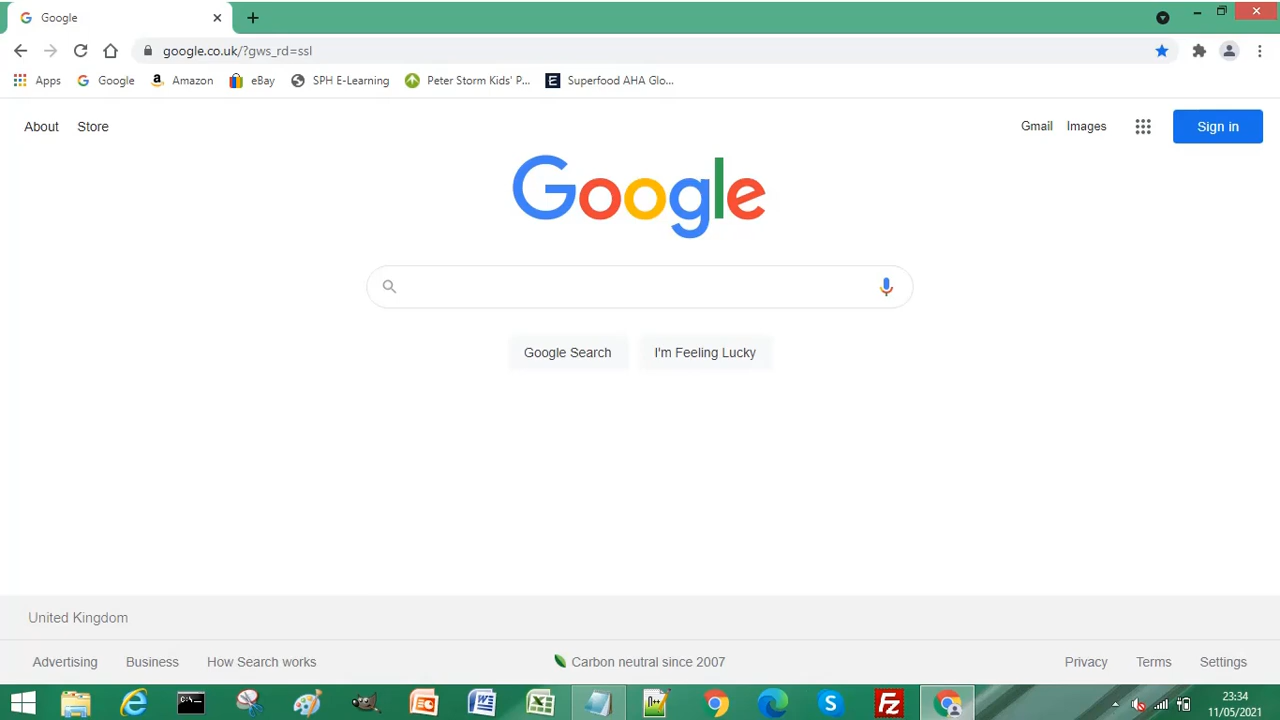 Google
google.co.uk/?gws_rd=ssl
Apps Google Amazon eBay SPH E-Learning Peter Storm Kids' P... Superfood AHA Glo...
About Store Gmail Images Sign in
Google
Google Search I'm Feeling Lucky
United Kingdom
Advertising Business How Search works Carbon neutral since 2007 Privacy Terms Settings
23:34
11/05/2021